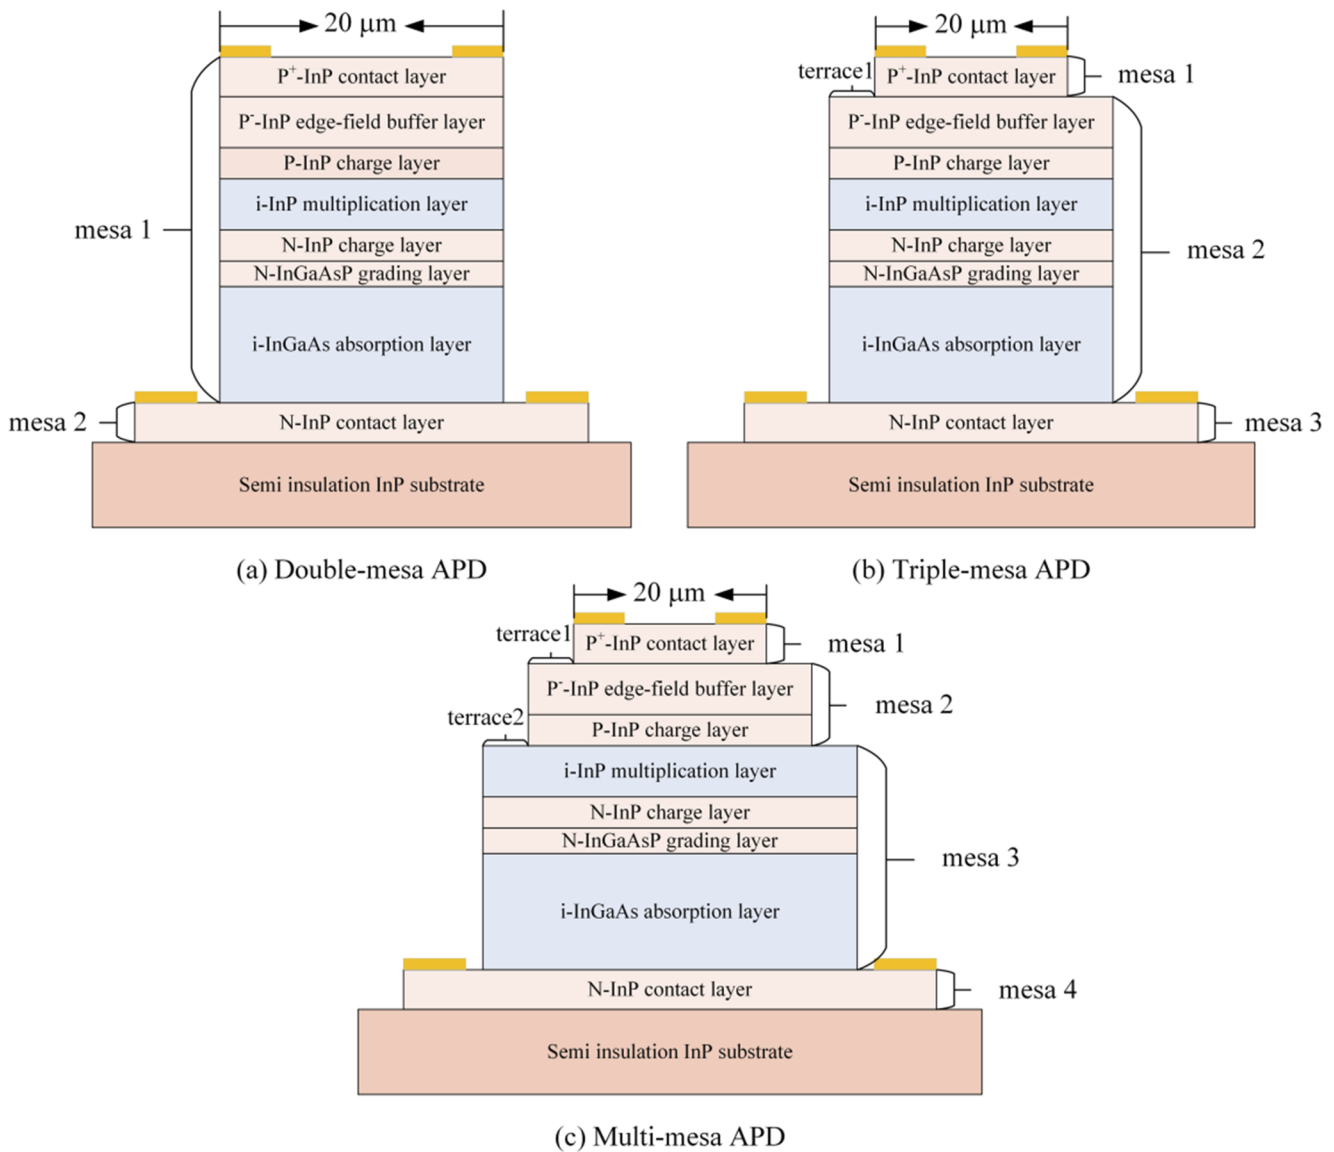 20 μm
P⁺-InP contact layer
P⁻-InP edge-field buffer layer
P-InP charge layer
i-InP multiplication layer
mesa 1
N-InP charge layer
N-InGaAsP grading layer
i-InGaAs absorption layer
mesa 2
N-InP contact layer
Semi insulation InP substrate
(a) Double-mesa APD
20 μm
terrace1
P⁺-InP contact layer
mesa 1
P⁻-InP edge-field buffer layer
P-InP charge layer
i-InP multiplication layer
N-InP charge layer
mesa 2
N-InGaAsP grading layer
i-InGaAs absorption layer
N-InP contact layer
mesa 3
Semi insulation InP substrate
(b) Triple-mesa APD
20 μm
terrace1
P⁺-InP contact layer
mesa 1
P⁻-InP edge-field buffer layer
mesa 2
terrace2
P-InP charge layer
i-InP multiplication layer
N-InP charge layer
N-InGaAsP grading layer
mesa 3
i-InGaAs absorption layer
N-InP contact layer
mesa 4
Semi insulation InP substrate
(c) Multi-mesa APD